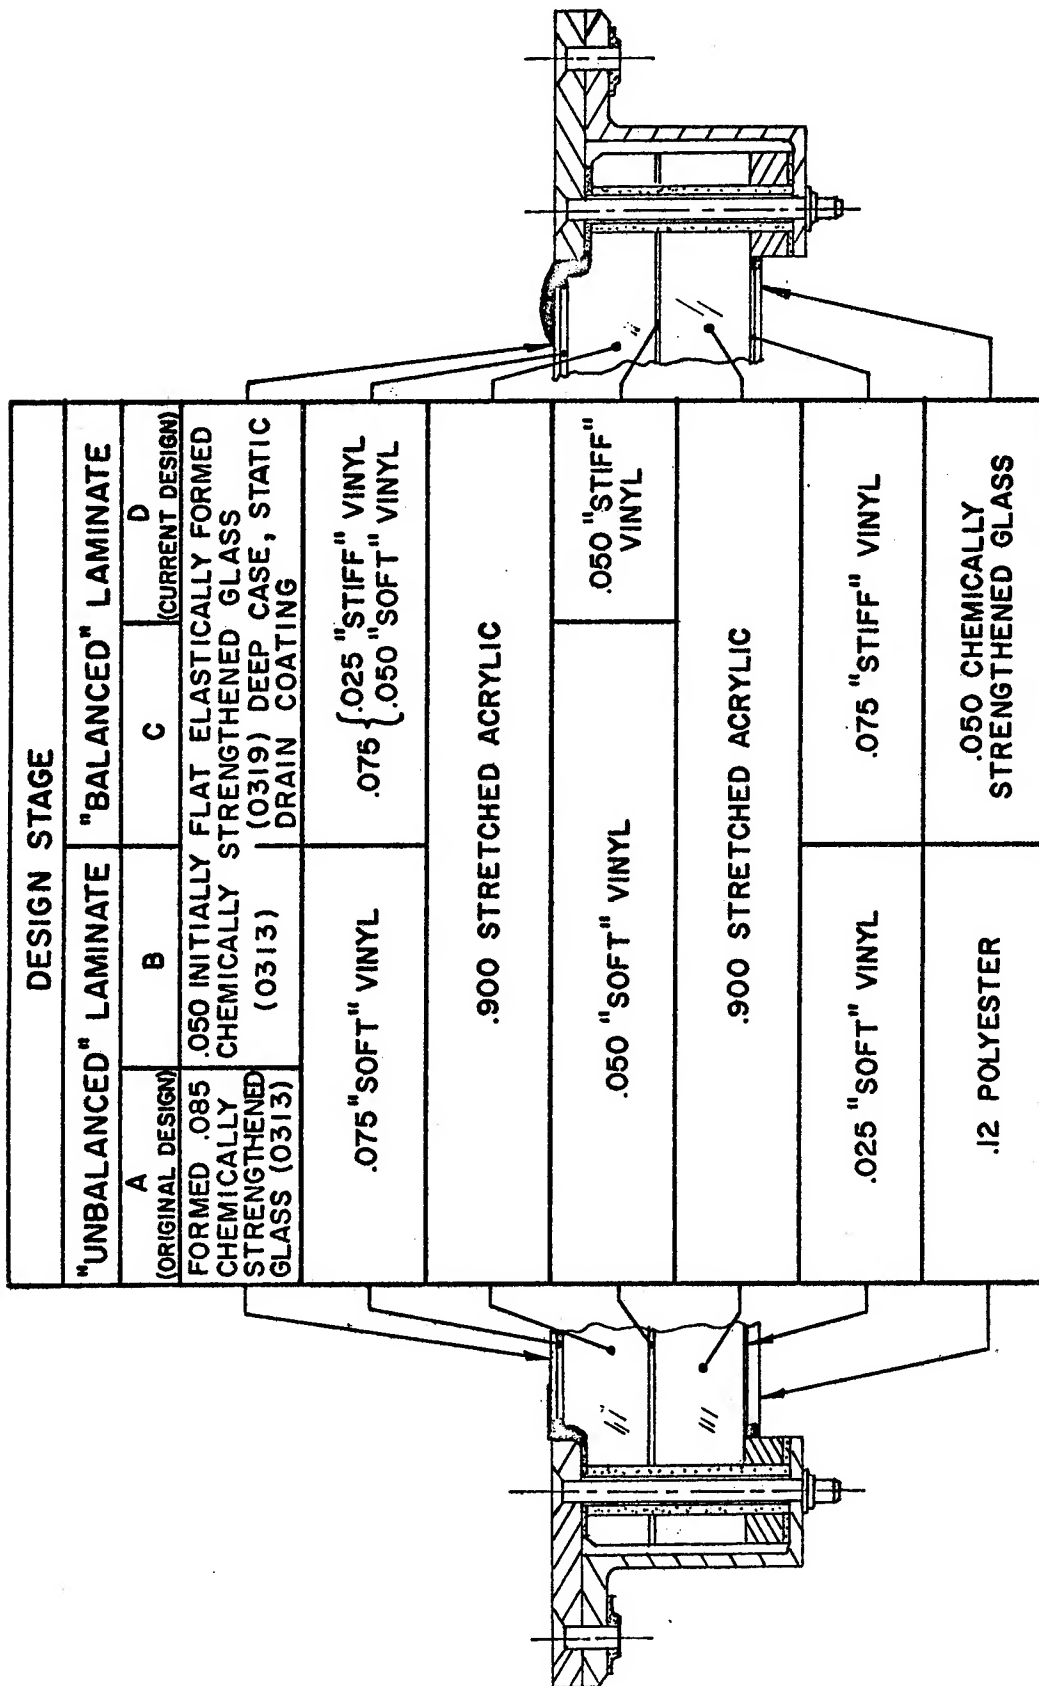 DESIGN STAGE
"UNBALANCED" LAMINATE
"BALANCED" LAMINATE
A
(ORIGINAL DESIGN)
B
C
D
(CURRENT DESIGN)
FORMED .085
CHEMICALLY
STRENGTHENED
GLASS (0313)
.050 INITIALLY FLAT ELASTICALLY FORMED
CHEMICALLY STRENGTHENED GLASS
(0313)
(0319) DEEP CASE, STATIC
DRAIN COATING
.075 "SOFT" VINYL
.075 { .025 "STIFF" VINYL
.050 "SOFT" VINYL
.900 STRETCHED ACRYLIC
.050 "SOFT" VINYL
.050 "STIFF"
VINYL
.900 STRETCHED ACRYLIC
.025 "SOFT" VINYL
.075 "STIFF" VINYL
.12 POLYESTER
.050 CHEMICALLY
STRENGTHENED GLASS